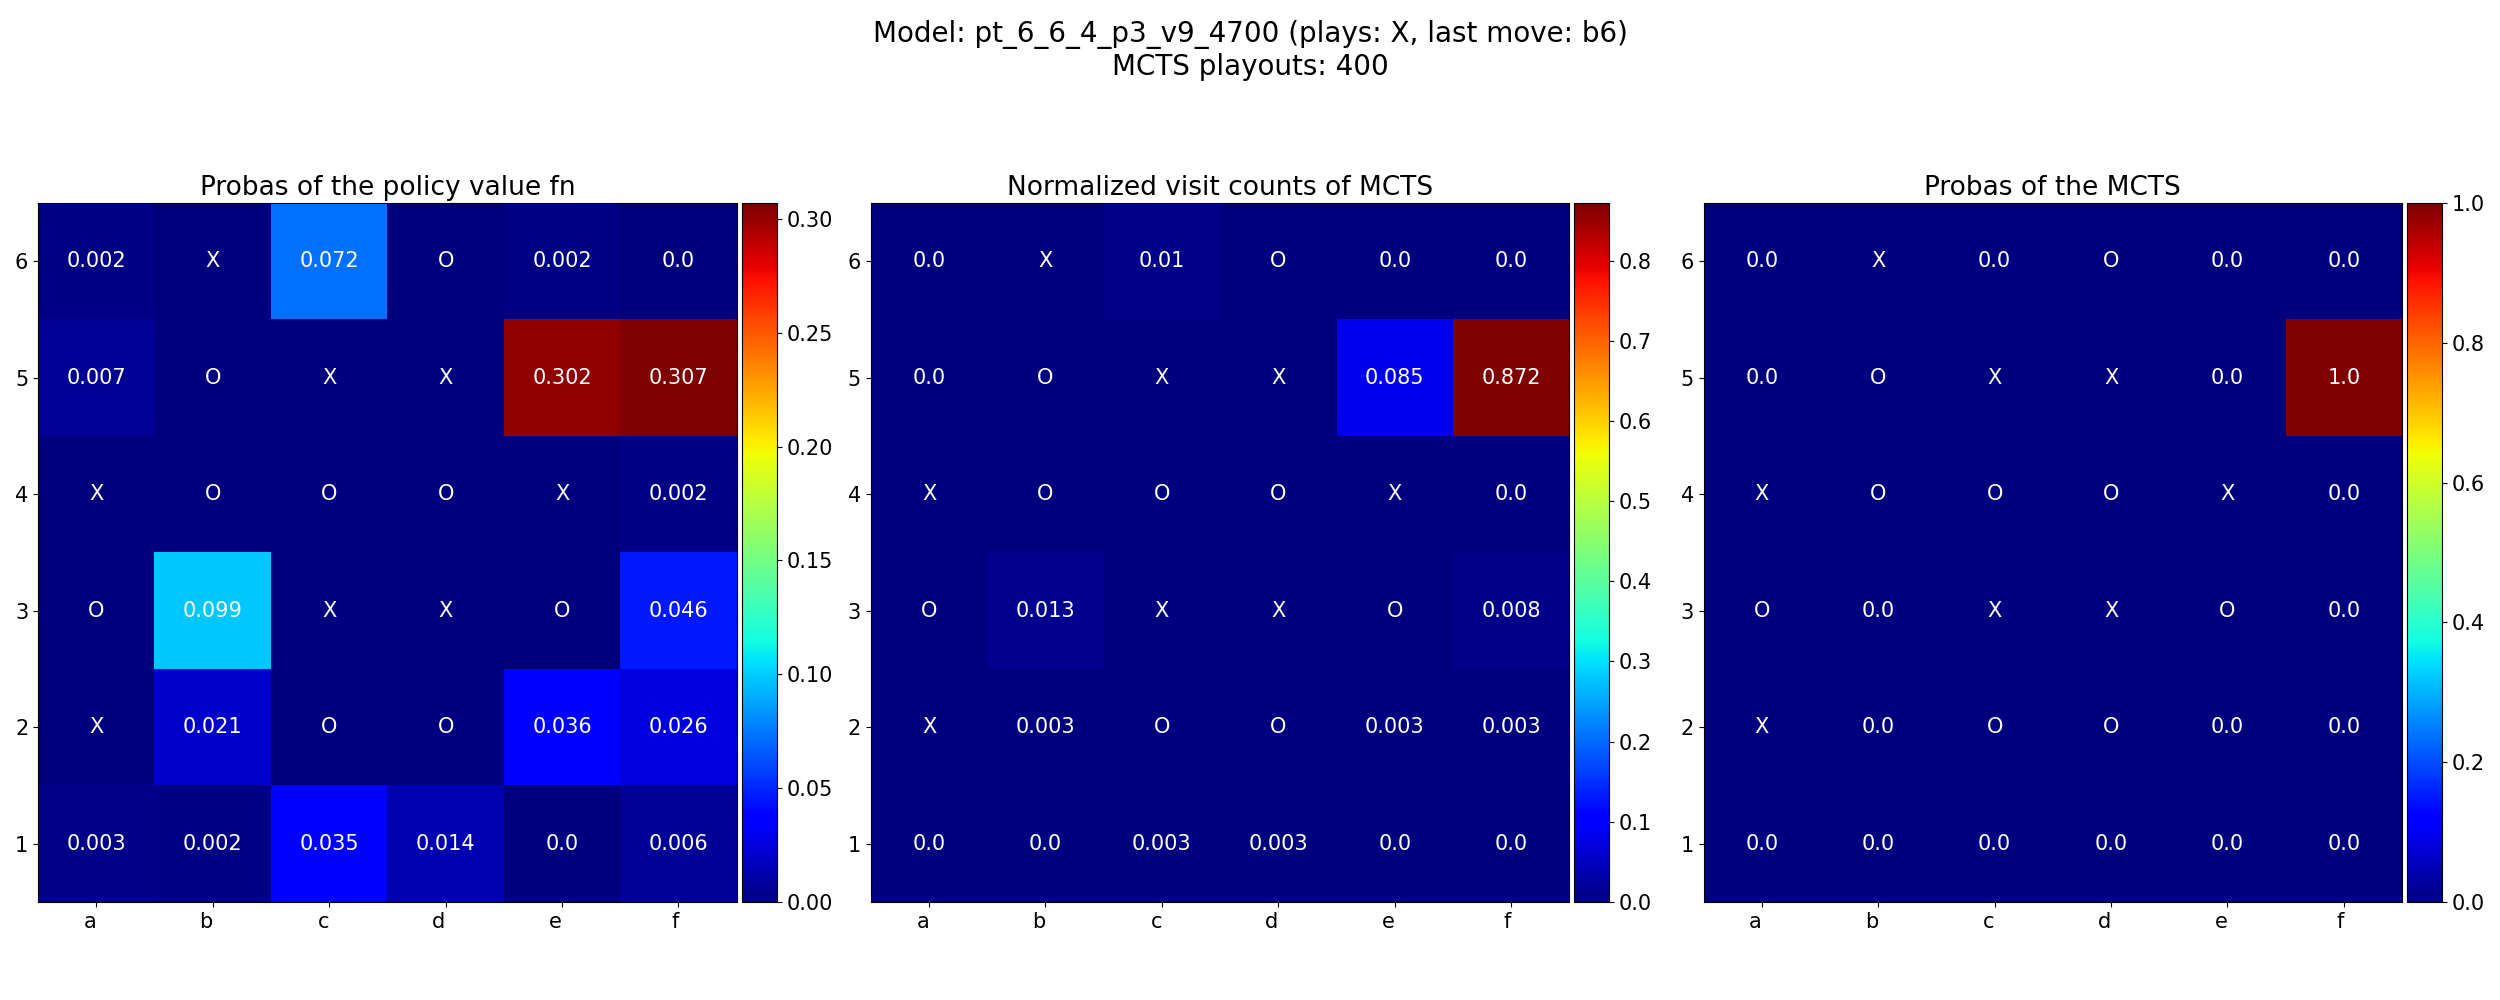 Model: pt_6_6_4_p3_v9_4700 (plays: X, last move: b6)
MCTS playouts: 400
Probas of the policy value fn
6 0.002 X 0.072 O 0.002 0.0
5 0.007 O X X 0.302 0.307
4 X O O O X 0.002
3 O 0.099 X X O 0.046
2 X 0.021 O O 0.036 0.026
1 0.003 0.002 0.035 0.014 0.0 0.006
a b c d e f
0.30
0.25
0.20
0.15
0.10
0.05
0.00
Normalized visit counts of MCTS
6 0.0 X 0.01 O 0.0 0.0
5 0.0 O X X 0.085 0.872
4 X O O O X 0.0
3 O 0.013 X X O 0.008
2 X 0.003 O O 0.003 0.003
1 0.0 0.0 0.003 0.003 0.0 0.0
a b c d e f
0.8
0.7
0.6
0.5
0.4
0.3
0.2
0.1
0.0
Probas of the MCTS
6 0.0 X 0.0 O 0.0 0.0
5 0.0 O X X 0.0 1.0
4 X O O O X 0.0
3 O 0.0 X X O 0.0
2 X 0.0 O O 0.0 0.0
1 0.0 0.0 0.0 0.0 0.0 0.0
a b c d e f
1.0
0.8
0.6
0.4
0.2
0.0